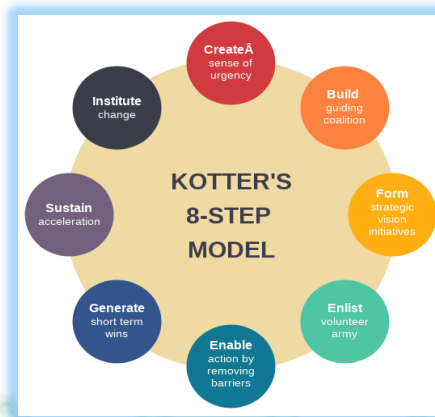 CreateÂ
sense of
urgency
Build
guiding
coalition
Form
strategic
vision
initiatives
Enlist
volunteer
army
Enable
action by
removing
barriers
Generate
short term
wins
Sustain
acceleration
Institute
change
KOTTER'S
8-STEP
MODEL